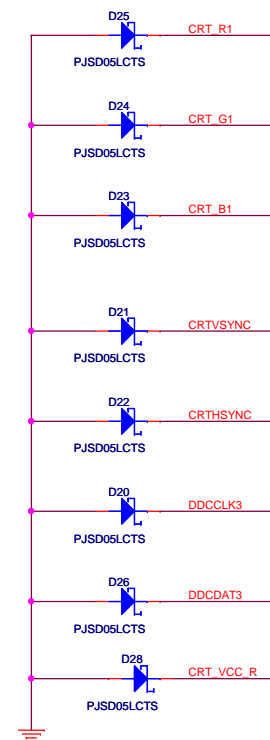 D25
CRT_R1
PJSD05LCTS
D24
CRT_G1
PJSD05LCTS
D23
CRT_B1
PJSD05LCTS
D21
CRTVSYNC
PJSD05LCTS
D22
CRTHSYNC
PJSD05LCTS
D20
DDCCLK3
PJSD05LCTS
D26
DDCDAT3
PJSD05LCTS
D28
CRT_VCC_R
PJSD05LCTS